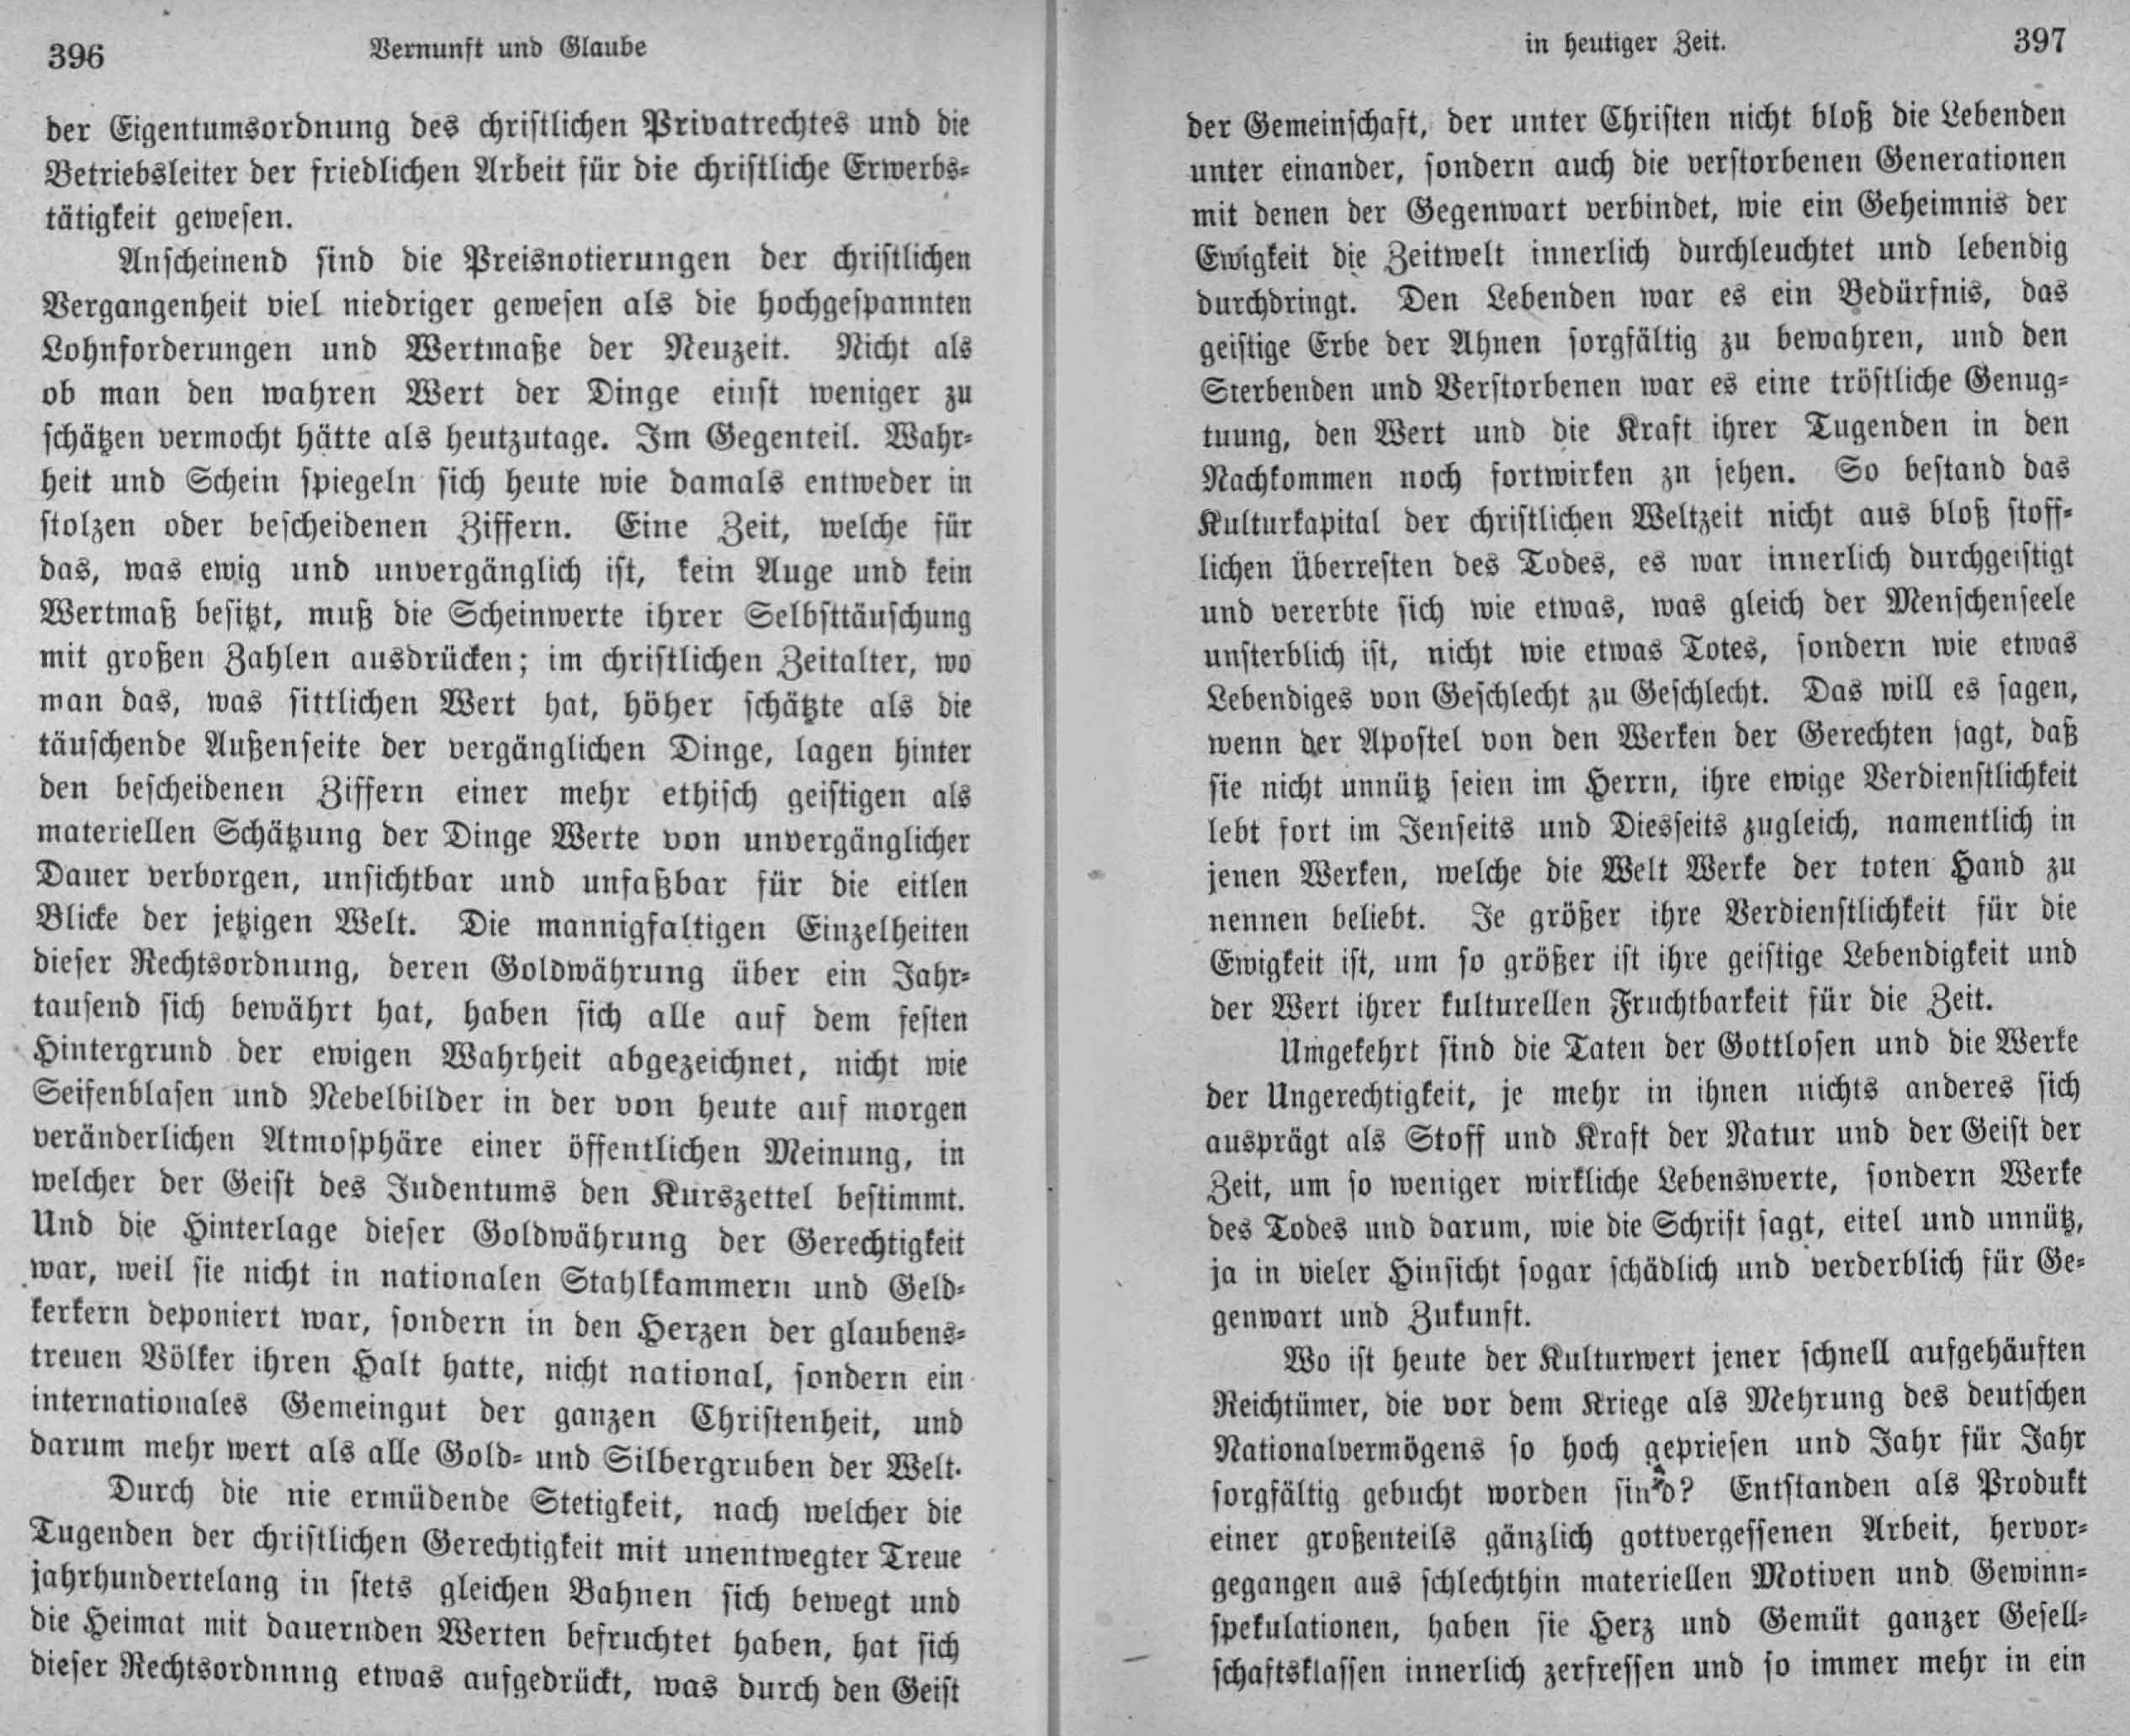 396 Vernunft und Glaube
der Eigentumsordnung des christlichen Privatrechtes und die
Betriebsleiter der friedlichen Arbeit für die christliche Erwerbs-
tätigkeit gewesen.
Anscheinend sind die Preisnotierungen der christlichen
Vergangenheit viel niedriger gewesen als die hochgespannten
Lohnforderungen und Wertmaße der Neuzeit. Nicht als
ob man den wahren Wert der Dinge einst weniger zu
schätzen vermocht hätte als heutzutage. Im Gegenteil. Wahr-
heit und Schein spiegeln sich heute wie damals entweder in
stolzen oder bescheidenen Ziffern. Eine Zeit, welche für
das, was ewig und unvergänglich ist, kein Auge und kein
Wertmaß besitzt, muß die Scheinwerte ihrer Selbsttäuschung
mit großen Zahlen ausdrücken; im christlichen Zeitalter, wo
man das, was sittlichen Wert hat, höher schätzte als die
täuschende Außenseite der vergänglichen Dinge, lagen hinter
den bescheidenen Ziffern einer mehr ethisch geistigen als
materiellen Schätzung der Dinge Werte von unvergänglicher
Dauer verborgen, unsichtbar und unfaßbar für die eitlen
Blicke der jetzigen Welt. Die mannigfaltigen Einzelheiten
dieser Rechtsordnung, deren Goldwährung über ein Jahr-
tausend sich bewährt hat, haben sich alle auf dem festen
Hintergrund der ewigen Wahrheit abgezeichnet, nicht wie
Seifenblasen und Nebelbilder in der von heute auf morgen
veränderlichen Atmosphäre einer öffentlichen Meinung, in
welcher der Geist des Judentums den Kurszettel bestimmt.
Und die Hinterlage dieser Goldwährung der Gerechtigkeit
war, weil sie nicht in nationalen Stahlkammern und Geld-
kerkern deponiert war, sondern in den Herzen der glaubens-
treuen Völker ihren Halt hatte, nicht national, sondern ein
internationales Gemeingut der ganzen Christenheit, und
darum mehr wert als alle Gold- und Silbergruben der Welt.
Durch die nie ermüdende Stetigkeit, nach welcher die
Tugenden der christlichen Gerechtigkeit mit unentwegter Treue
jahrhundertelang in stets gleichen Bahnen sich bewegt und
die Heimat mit dauernden Werten befruchtet haben, hat sich
dieser Rechtsordnnng etwas aufgedrückt, was durch den Geist
in heutiger Zeit. 397
der Gemeinschaft, der unter Christen nicht bloß die Lebenden
unter einander, sondern auch die verstorbenen Generationen
mit denen der Gegenwart verbindet, wie ein Geheimnis der
Ewigkeit die Zeitwelt innerlich durchleuchtet und lebendig
durchdringt. Den Lebenden war es ein Bedürfnis, das
geistige Erbe der Ahnen sorgfältig zu bewahren, und den
Sterbenden und Verstorbenen war es eine tröstliche Genug-
tuung, den Wert und die Kraft ihrer Tugenden in den
Nachkommen noch fortwirken zn sehen. So bestand das
Kulturkapital der christlichen Weltzeit nicht aus bloß stoff-
lichen Überresten des Todes, es war innerlich durchgeistigt
und vererbte sich wie etwas, was gleich der Menschenseele
unsterblich ist, nicht wie etwas Totes, sondern wie etwas
Lebendiges von Geschlecht zu Geschlecht. Das will es sagen,
wenn der Apostel von den Werken der Gerechten sagt, daß
sie nicht unnütz seien im Herrn, ihre ewige Verdienstlichkeit
lebt fort im Jenseits und Diesseits zugleich, namentlich in
jenen Werken, welche die Welt Werke der toten Hand zu
nennen beliebt. Je größer ihre Verdienstlichkeit für die
Ewigkeit ist, um so größer ist ihre geistige Lebendigkeit und
der Wert ihrer kulturellen Fruchtbarkeit für die Zeit.
Umgekehrt sind die Taten der Gottlosen und die Werke
der Ungerechtigkeit, je mehr in ihnen nichts anderes sich
ausprägt als Stoff und Kraft der Natur und der Geist der
Zeit, um so weniger wirkliche Lebenswerte, sondern Werke
des Todes und darum, wie die Schrift sagt, eitel und unnütz,
ja in vieler Hinsicht sogar schädlich und verderblich für Ge-
genwart und Zukunft.
Wo ist heute der Kulturwert jener schnell aufgehäuften
Reichtümer, die vor dem Kriege als Mehrung des deutschen
Nationalvermögens so hoch gepriesen und Jahr für Jahr
sorgfältig gebucht worden sind? Entstanden als Produkt
einer großenteils gänzlich gottvergessenen Arbeit, hervor-
gegangen aus schlechthin materiellen Motiven und Gewinn-
spekulationen, haben sie Herz und Gemüt ganzer Gesell-
schaftsklassen innerlich zerfressen und so immer mehr in ein